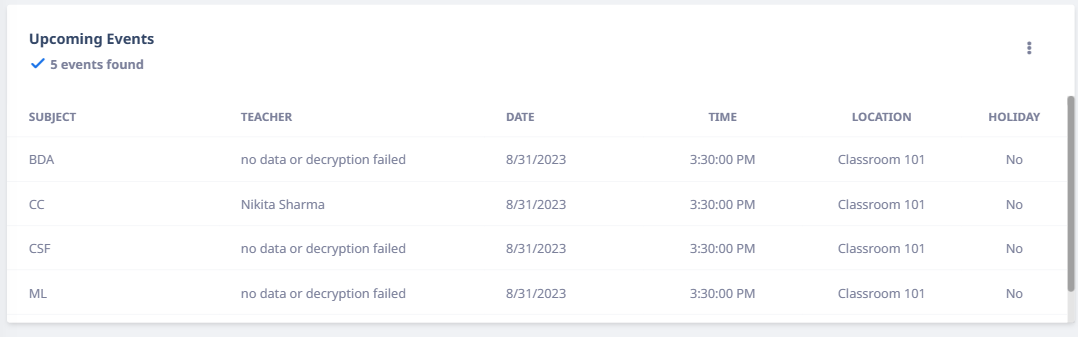 Upcoming Events
5 events found
SUBJECT TEACHER DATE TIME LOCATION HOLIDAY
BDA no data or decryption failed 8/31/2023 3:30:00 PM Classroom 101 No
CC Nikita Sharma 8/31/2023 3:30:00 PM Classroom 101 No
CSF no data or decryption failed 8/31/2023 3:30:00 PM Classroom 101 No
ML no data or decryption failed 8/31/2023 3:30:00 PM Classroom 101 No